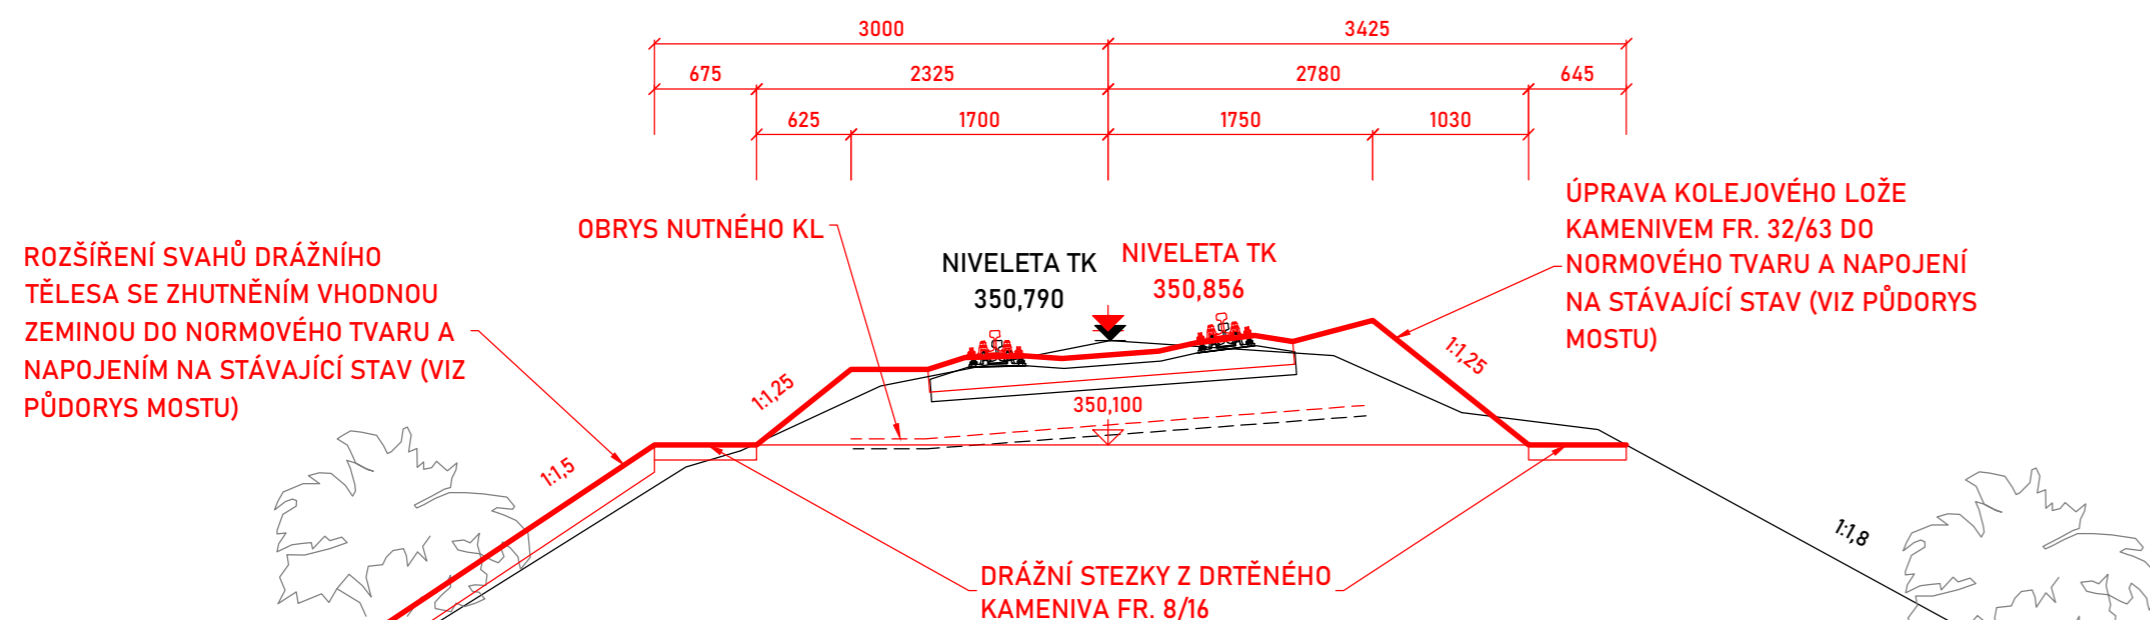 3000
3425
675
2325
2780
645
625
1700
1750
1030
ROZŠÍŘENÍ SVAHŮ DRÁŽNÍHO
TĚLESA SE ZHUTNĚNÍM VHODNOU
ZEMINOU DO NORMOVÉHO TVARU A
NAPOJENÍM NA STÁVAJÍCÍ STAV (VIZ
PŮDORYS MOSTU)
OBRYS NUTNÉHO KL
NIVELETA TK
350,790
NIVELETA TK
350,856
ÚPRAVA KOLEJOVÉHO LOŽE
KAMENIVEM FR. 32/63 DO
NORMOVÉHO TVARU A NAPOJENÍ
NA STÁVAJÍCÍ STAV (VIZ PŮDORYS
MOSTU)
1:1,25
1:1,25
350,100
1:1,5
1:1,8
DRÁŽNÍ STEZKY Z DRTĚNÉHO
KAMENIVA FR. 8/16